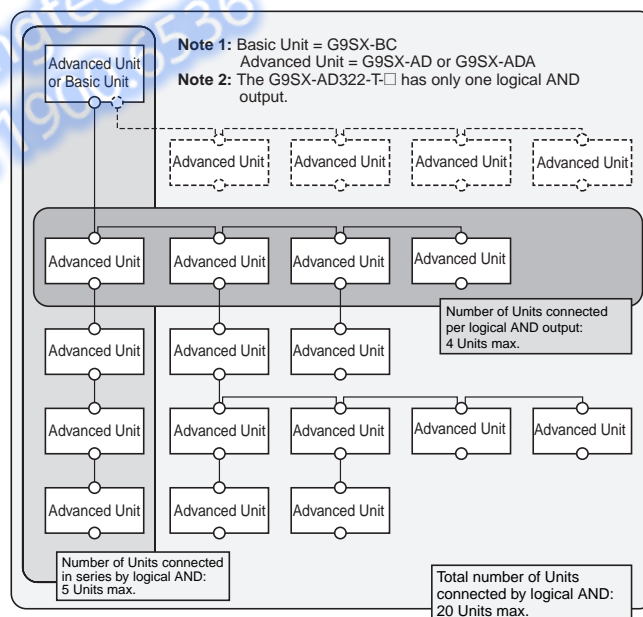 Advanced Unit
or Basic Unit
Note 1: Basic Unit = G9SX-BC
Advanced Unit = G9SX-AD or G9SX-ADA
Note 2: The G9SX-AD322-T-□ has only one logical AND
output.
Advanced Unit Advanced Unit Advanced Unit Advanced Unit
Advanced Unit Advanced Unit Advanced Unit Advanced Unit
Number of Units connected
per logical AND output:
4 Units max.
Advanced Unit Advanced Unit Advanced Unit
Advanced Unit Advanced Unit Advanced Unit Advanced Unit Advanced Unit
Advanced Unit Advanced Unit Advanced Unit
Number of Units connected
in series by logical AND:
5 Units max.
Total number of Units
connected by logical AND:
20 Units max.